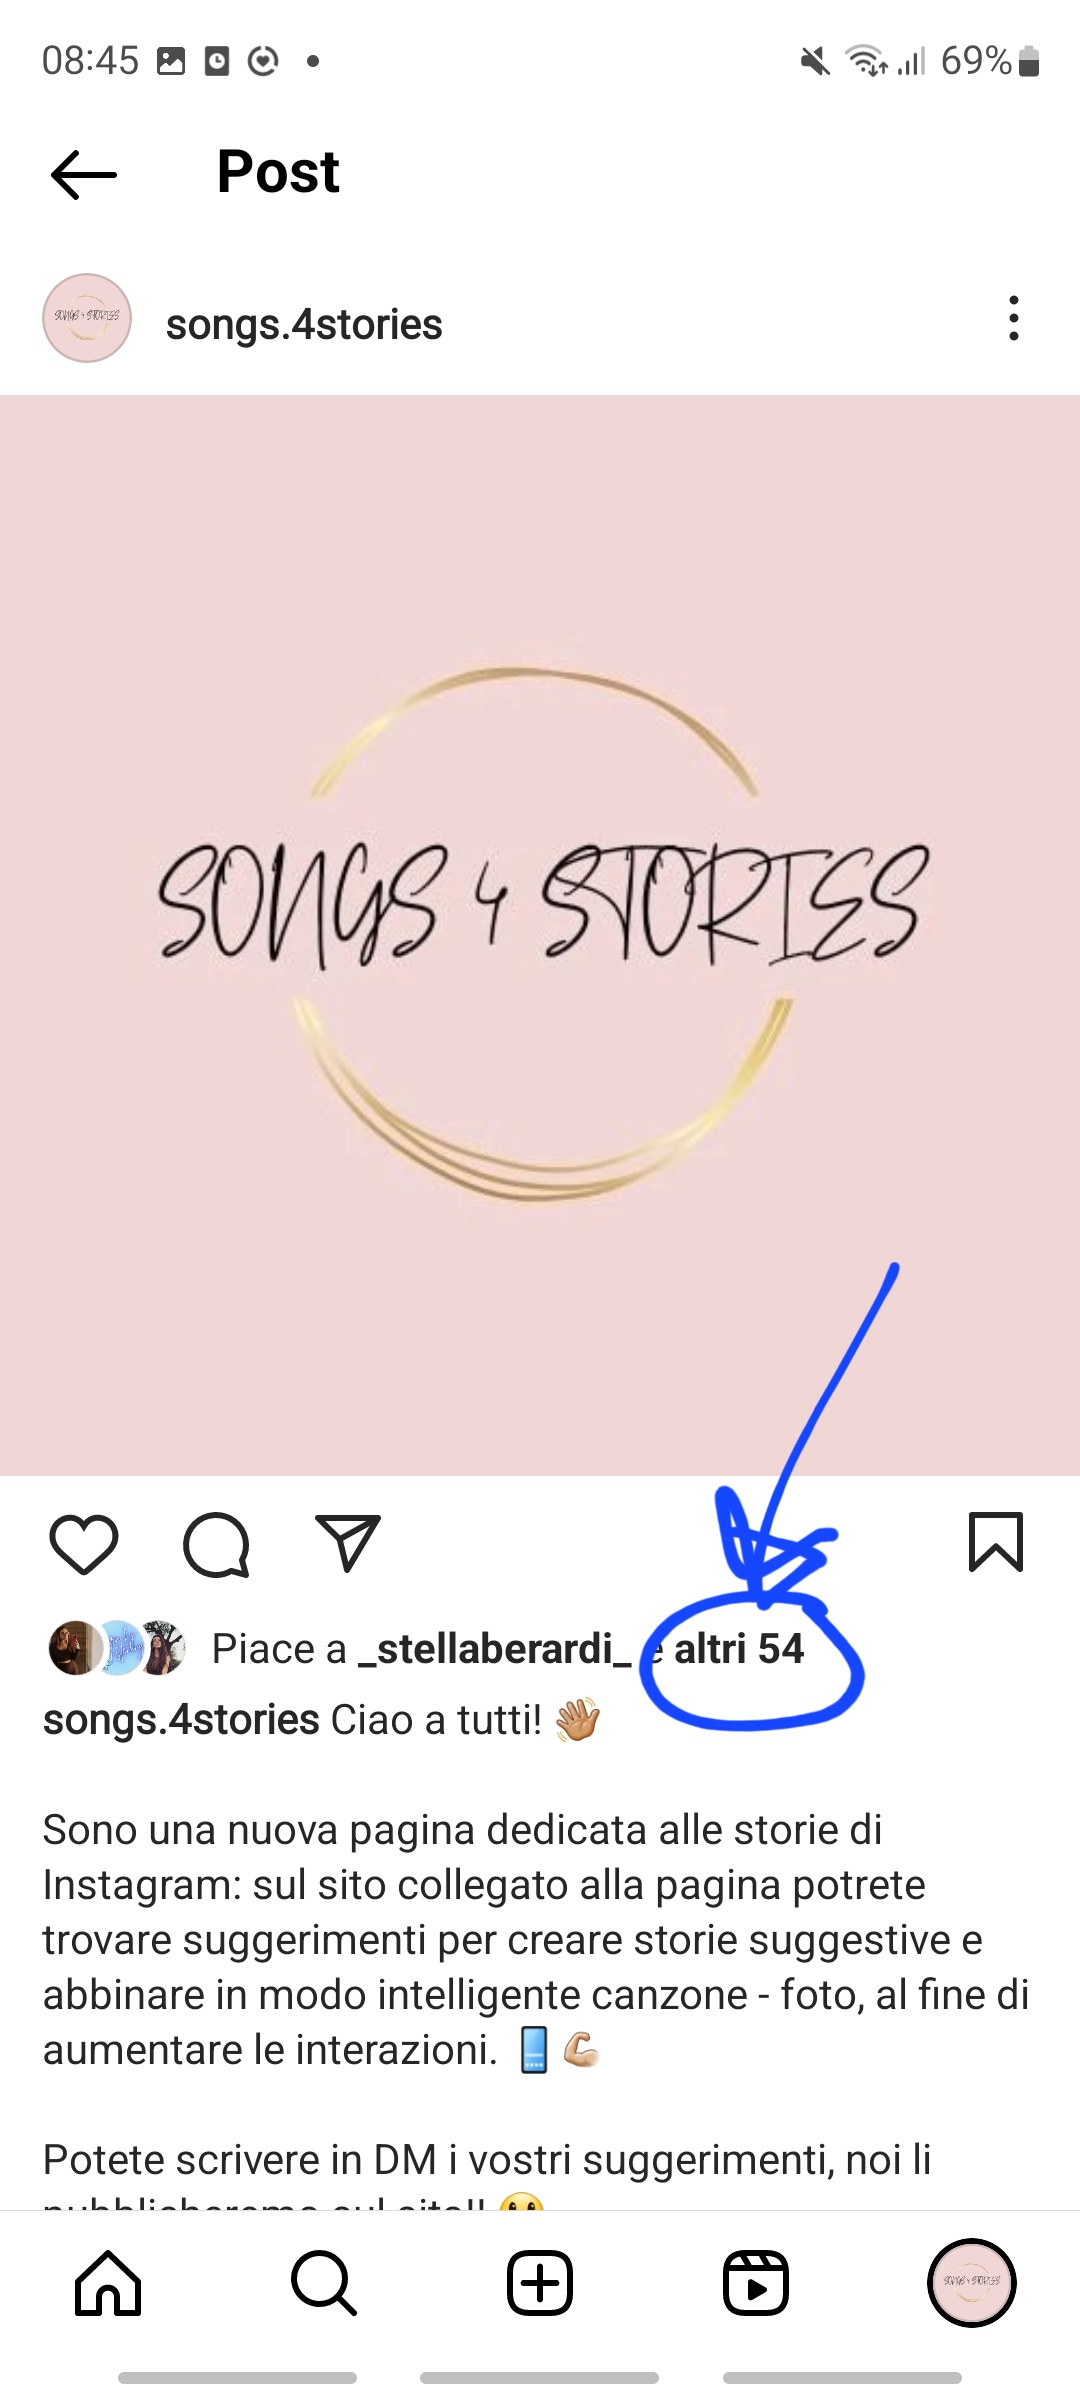 08:45 69%
Post
songs.4stories
SONGS 4 STORIES
Piace a _stellaberardi_ e altri 54
songs.4stories Ciao a tutti! 👋🏽
Sono una nuova pagina dedicata alle storie di
Instagram: sul sito collegato alla pagina potrete
trovare suggerimenti per creare storie suggestive e
abbinare in modo intelligente canzone - foto, al fine di
aumentare le interazioni. 📱💪🏼
Potete scrivere in DM i vostri suggerimenti, noi li